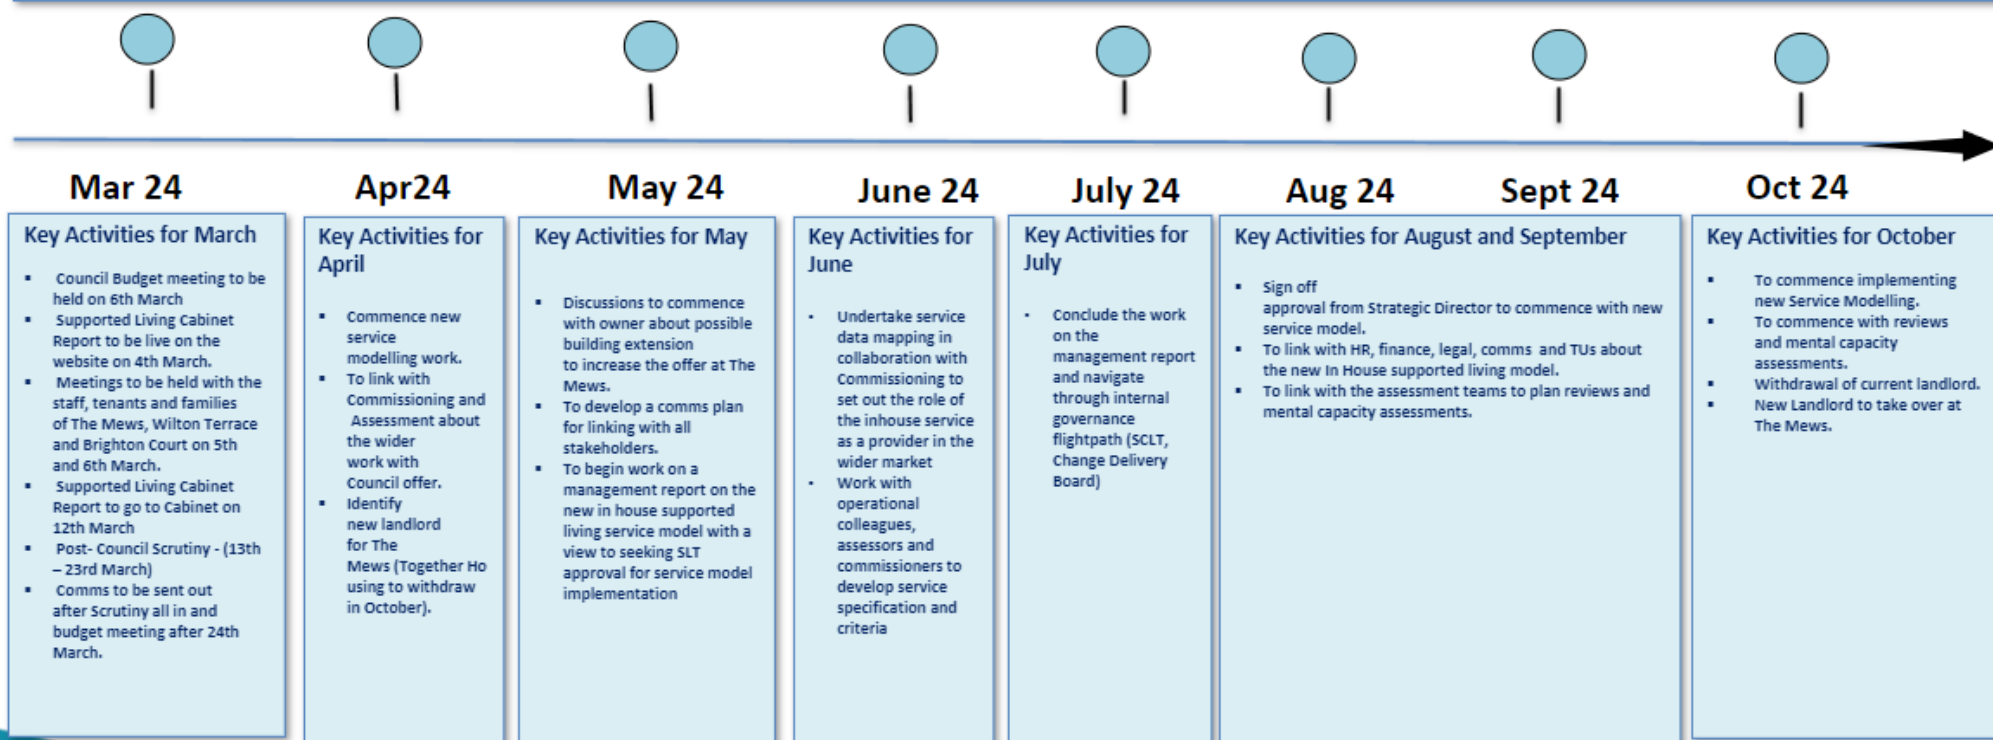 Mar 24
Apr24
May 24
June 24
July 24
Aug 24
Sept 24
Oct 24
Key Activities for March
▪ Council Budget meeting to be
held on 6th March
▪ Supported Living Cabinet
Report to be live on the
website on 4th March.
▪ Meetings to be held with the
staff, tenants and families
of The Mews, Wilton Terrace
and Brighton Court on 5th
and 6th March.
▪ Supported Living Cabinet
Report to go to Cabinet on
12th March
▪ Post- Council Scrutiny - (13th
– 23rd March)
▪ Comms to be sent out
after Scrutiny all in and
budget meeting after 24th
March.
Key Activities for
April
▪ Commence new
service
modelling work.
▪ To link with
Commissioning and
Assessment about
the wider
work with
Council offer.
▪ Identify
new landlord
for The
Mews (Together Ho
using to withdraw
in October).
Key Activities for May
▪ Discussions to commence
with owner about possible
building extension
to increase the offer at The
Mews.
▪ To develop a comms plan
for linking with all
stakeholders.
▪ To begin work on a
management report on the
new in house supported
living service model with a
view to seeking SLT
approval for service model
implementation
Key Activities for
June
• Undertake service
data mapping in
collaboration with
Commissioning to
set out the role of
the inhouse service
as a provider in the
wider market
• Work with
operational
colleagues,
assessors and
commissioners to
develop service
specification and
criteria
Key Activities for
July
• Conclude the work
on the
management report
and navigate
through internal
governance
flightpath (SCLT,
Change Delivery
Board)
Key Activities for August and September
▪ Sign off
approval from Strategic Director to commence with new
service model.
▪ To link with HR, finance, legal, comms and TUs about
the new In House supported living model.
▪ To link with the assessment teams to plan reviews and
mental capacity assessments.
Key Activities for October
▪ To commence implementing
new Service Modelling.
▪ To commence with reviews
and mental capacity
assessments.
▪ Withdrawal of current landlord.
▪ New Landlord to take over at
The Mews.